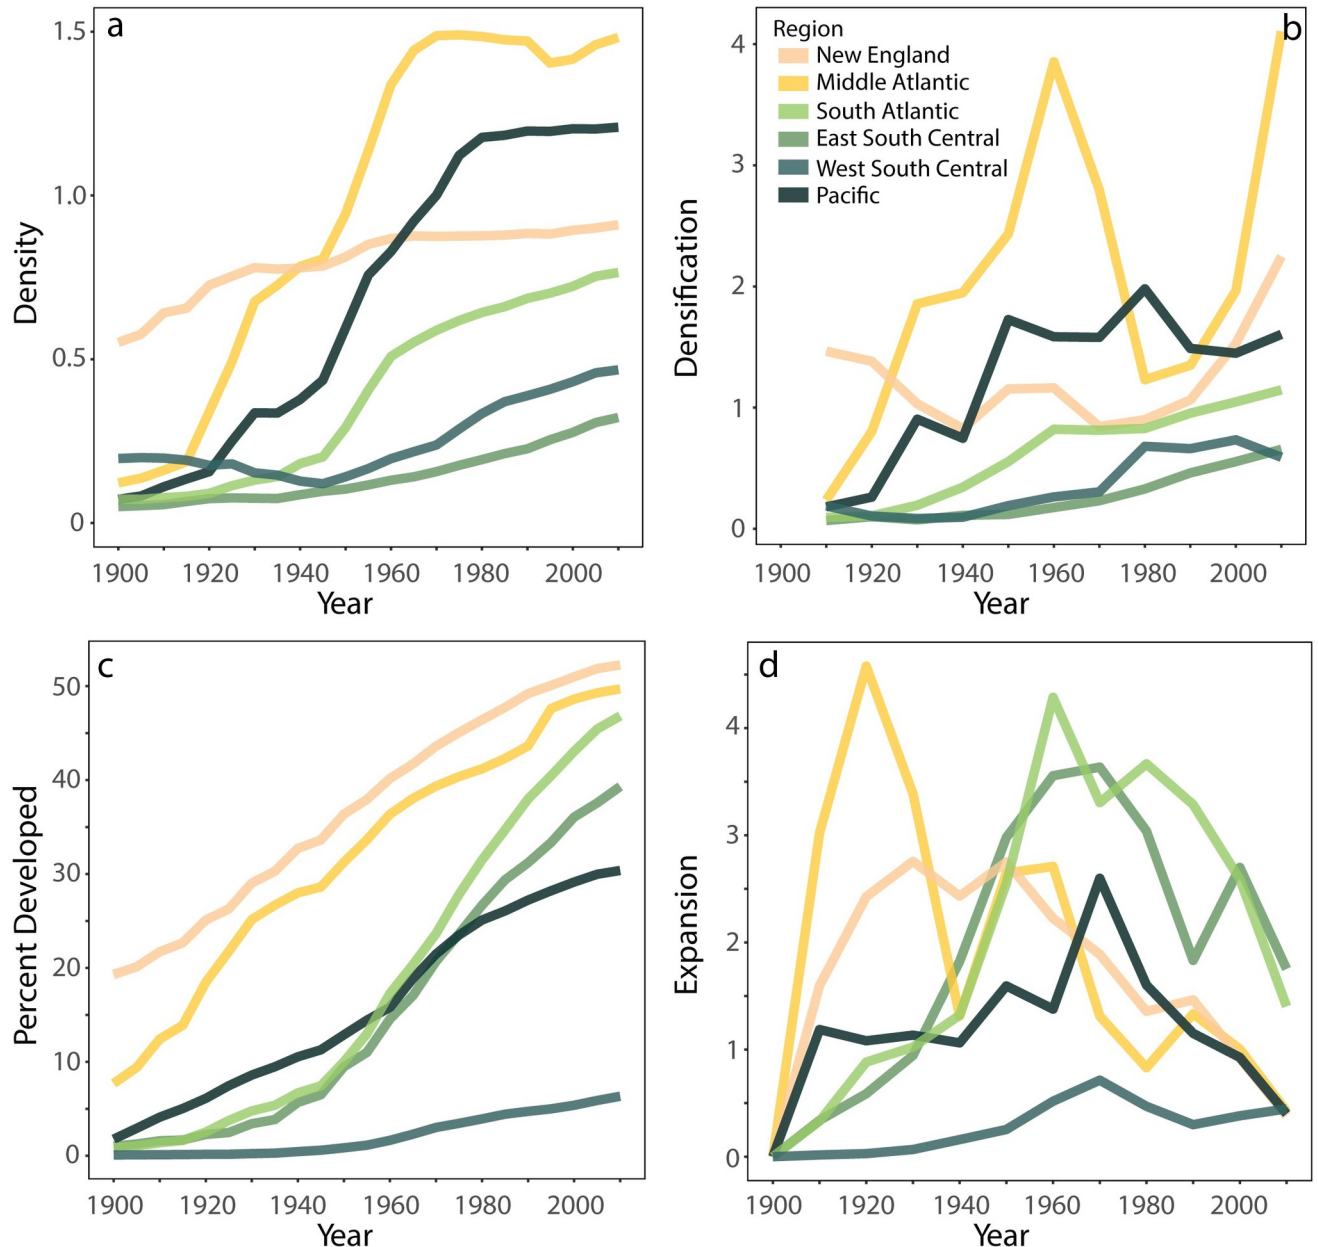 a
1.5
1.0
0.5
0
Density
1900 1920 1940 1960 1980 2000
Year
b
Region
New England
Middle Atlantic
South Atlantic
East South Central
West South Central
Pacific
4
3
2
1
0
Densification
1900 1920 1940 1960 1980 2000
Year
c
50
40
30
20
10
0
Percent Developed
1900 1920 1940 1960 1980 2000
Year
d
4
3
2
1
0
Expansion
1900 1920 1940 1960 1980 2000
Year